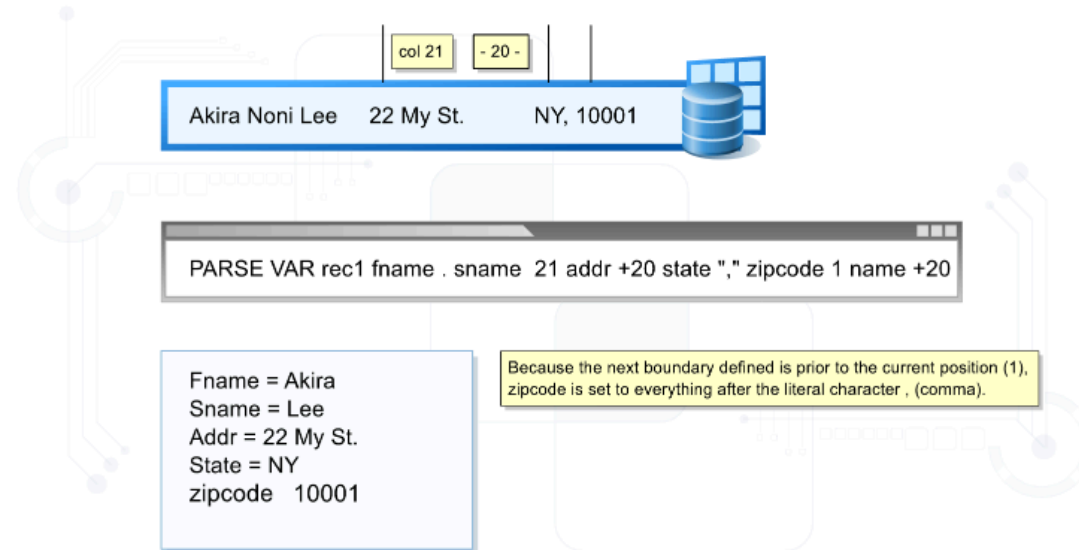 col 21 - 20 -
Akira Noni Lee 22 My St. NY, 10001
PARSE VAR rec1 fname . sname 21 addr +20 state "," zipcode 1 name +20
Fname = Akira
Sname = Lee
Addr = 22 My St.
State = NY
zipcode 10001
Because the next boundary defined is prior to the current position (1),
zipcode is set to everything after the literal character , (comma).